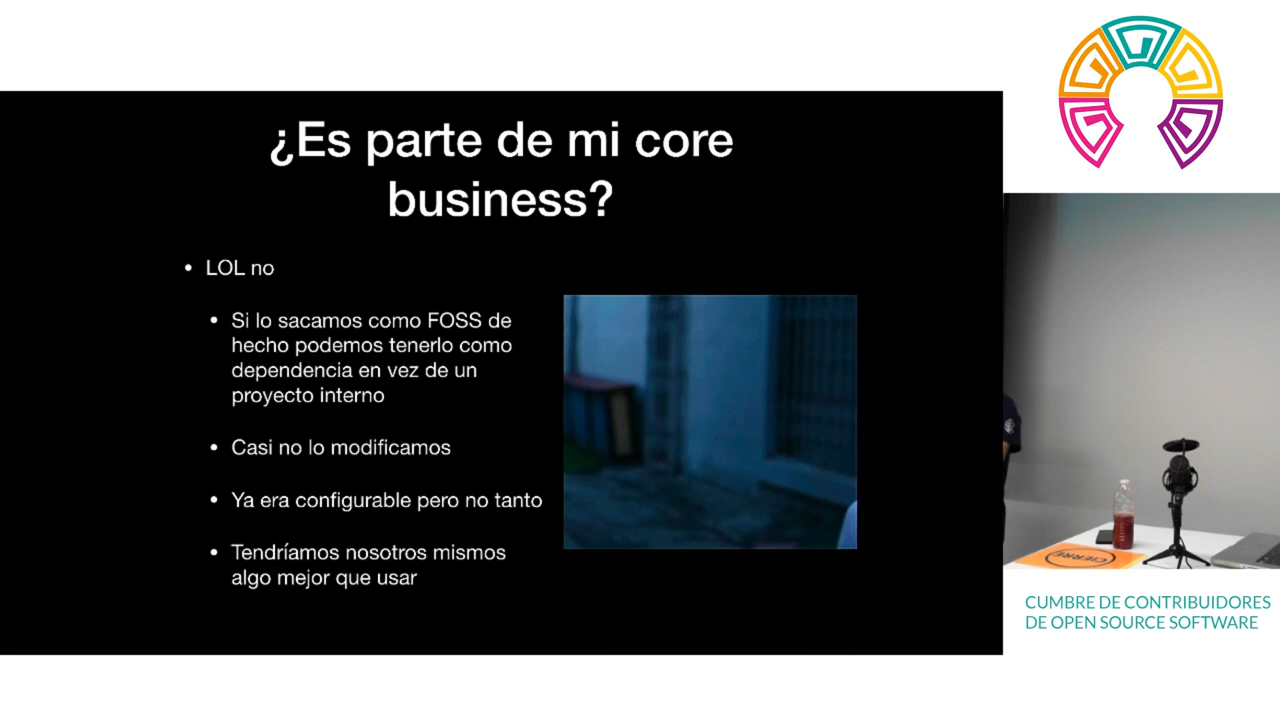 ¿Es parte de mi core
business?
• LOL no
• Si lo sacamos como FOSS de
hecho podemos tenerlo como
dependencia en vez de un
proyecto interno
• Casi no lo modificamos
• Ya era configurable pero no tanto
• Tendríamos nosotros mismos
algo mejor que usar
CIERRE
CUMBRE DE CONTRIBUIDORES
DE OPEN SOURCE SOFTWARE